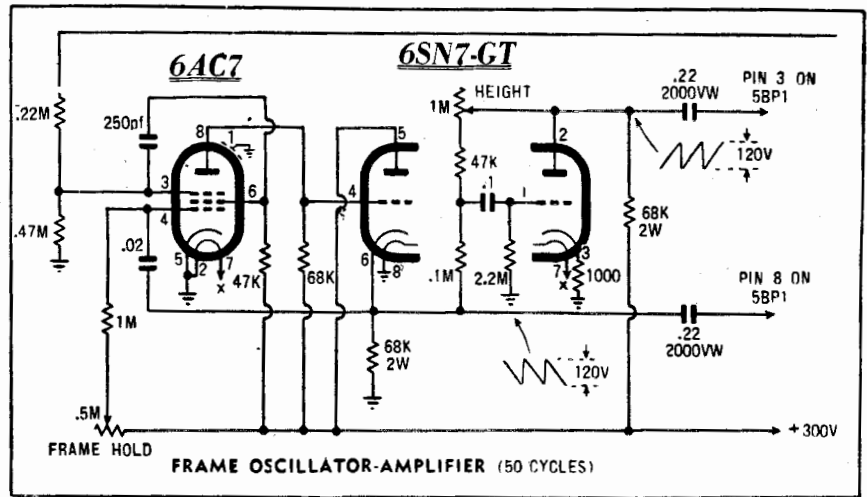 6AC7
6SN7-GT
.22M
250pf
8
1
3
4
6
5
2
7
X
.47M
.02
47K
68K
1M
.5M
FRAME HOLD
5
4
6
8
68K
2W
1M
HEIGHT
47K
.1
.1M
2.2M
2
1
3
7
X
1000
68K
2W
.22
2000VW
PIN 3 ON
5BP1
120V
PIN 8 ON
5BP1
.22
2000VW
120V
+300V
FRAME OSCILLATOR-AMPLIFIER (50 CYCLES)